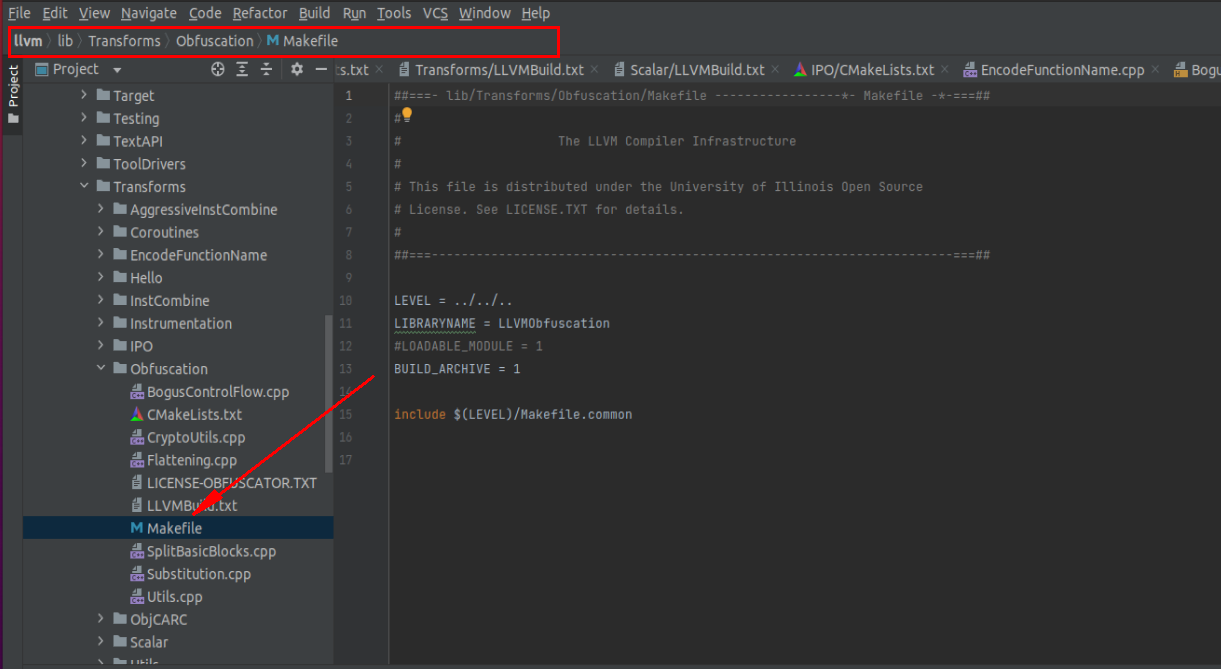 File Edit View Navigate Code Refactor Build Run Tools VCS Window Help
llvm lib Transforms Obfuscation Makefile
Project
Project
ts.txt Transforms/LLVMBuild.txt Scalar/LLVMBuild.txt IPO/CMakeLists.txt EncodeFunctionName.cpp Bogu
Target
Testing
TextAPI
ToolDrivers
Transforms
AggressiveInstCombine
Coroutines
EncodeFunctionName
Hello
InstCombine
Instrumentation
IPO
Obfuscation
BogusControlFlow.cpp
CMakeLists.txt
CryptoUtils.cpp
Flattening.cpp
LICENSE-OBFUSCATOR.TXT
LLVMBuild.txt
Makefile
SplitBasicBlocks.cpp
Substitution.cpp
Utils.cpp
ObjCARC
Scalar
Utils
1 ##===- lib/Transforms/Obfuscation/Makefile -----------------*- Makefile -*-===##
2 #
3 # The LLVM Compiler Infrastructure
4 #
5 # This file is distributed under the University of Illinois Open Source
6 # License. See LICENSE.TXT for details.
7 #
8 ##===----------------------------------------------------------------------===##
9
10 LEVEL = ../../..
11 LIBRARYNAME = LLVMObfuscation
12 #LOADABLE_MODULE = 1
13 BUILD_ARCHIVE = 1
14
15 include $(LEVEL)/Makefile.common
16
17